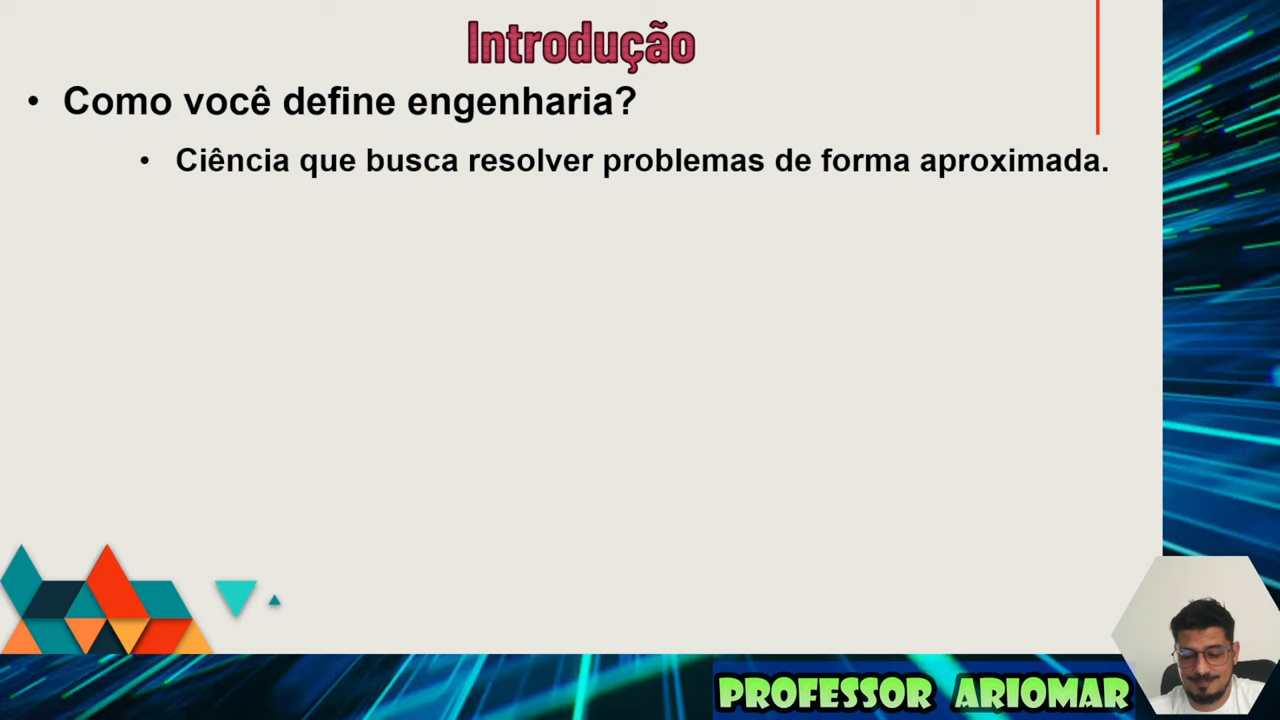 Introdução
• Como você define engenharia?
• Ciência que busca resolver problemas de forma aproximada.
PROFESSOR ARIOMAR